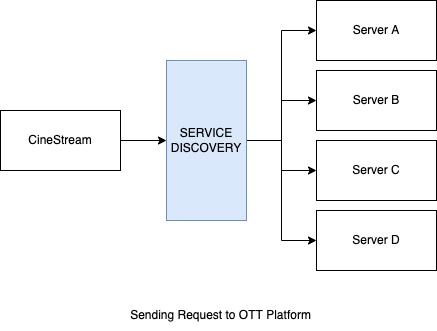 Server A
Server B
SERVICE
DISCOVERY
CineStream
Server C
Server D
Sending Request to OTT Platform